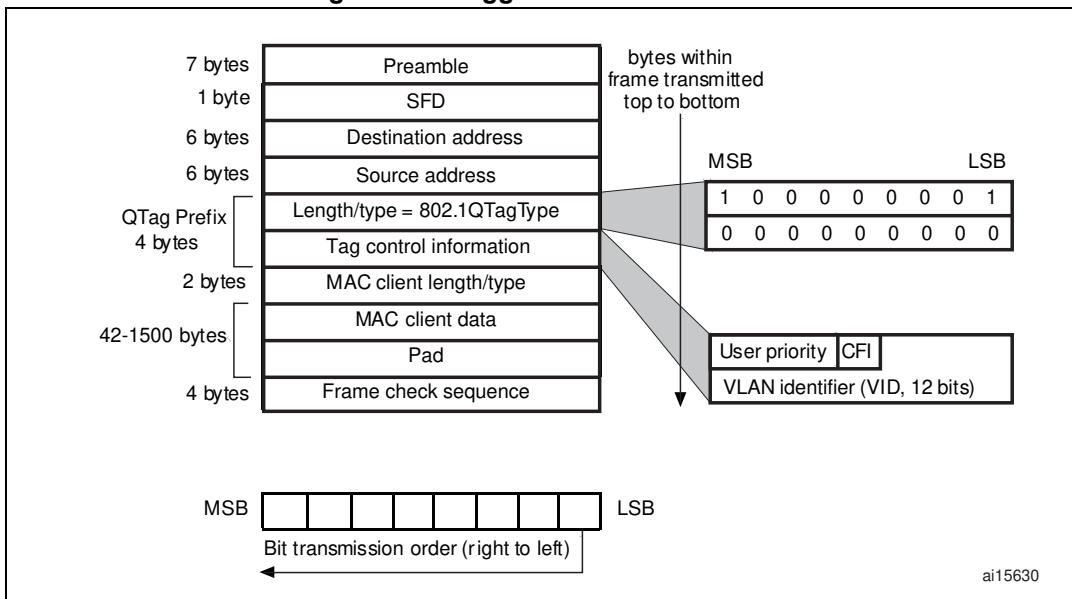 7 bytes
Preamble
1 byte
SFD
6 bytes
Destination address
6 bytes
Source address
QTag Prefix
4 bytes
Length/type = 802.1QTagType
Tag control information
2 bytes
MAC client length/type
42-1500 bytes
MAC client data
Pad
4 bytes
Frame check sequence
bytes within
frame transmitted
top to bottom
MSB LSB
1 0 0 0 0 0 0 0 0 1
0 0 0 0 0 0 0 0 0 0
User priority CFI
VLAN identifier (VID, 12 bits)
MSB LSB
Bit transmission order (right to left)
ai15630